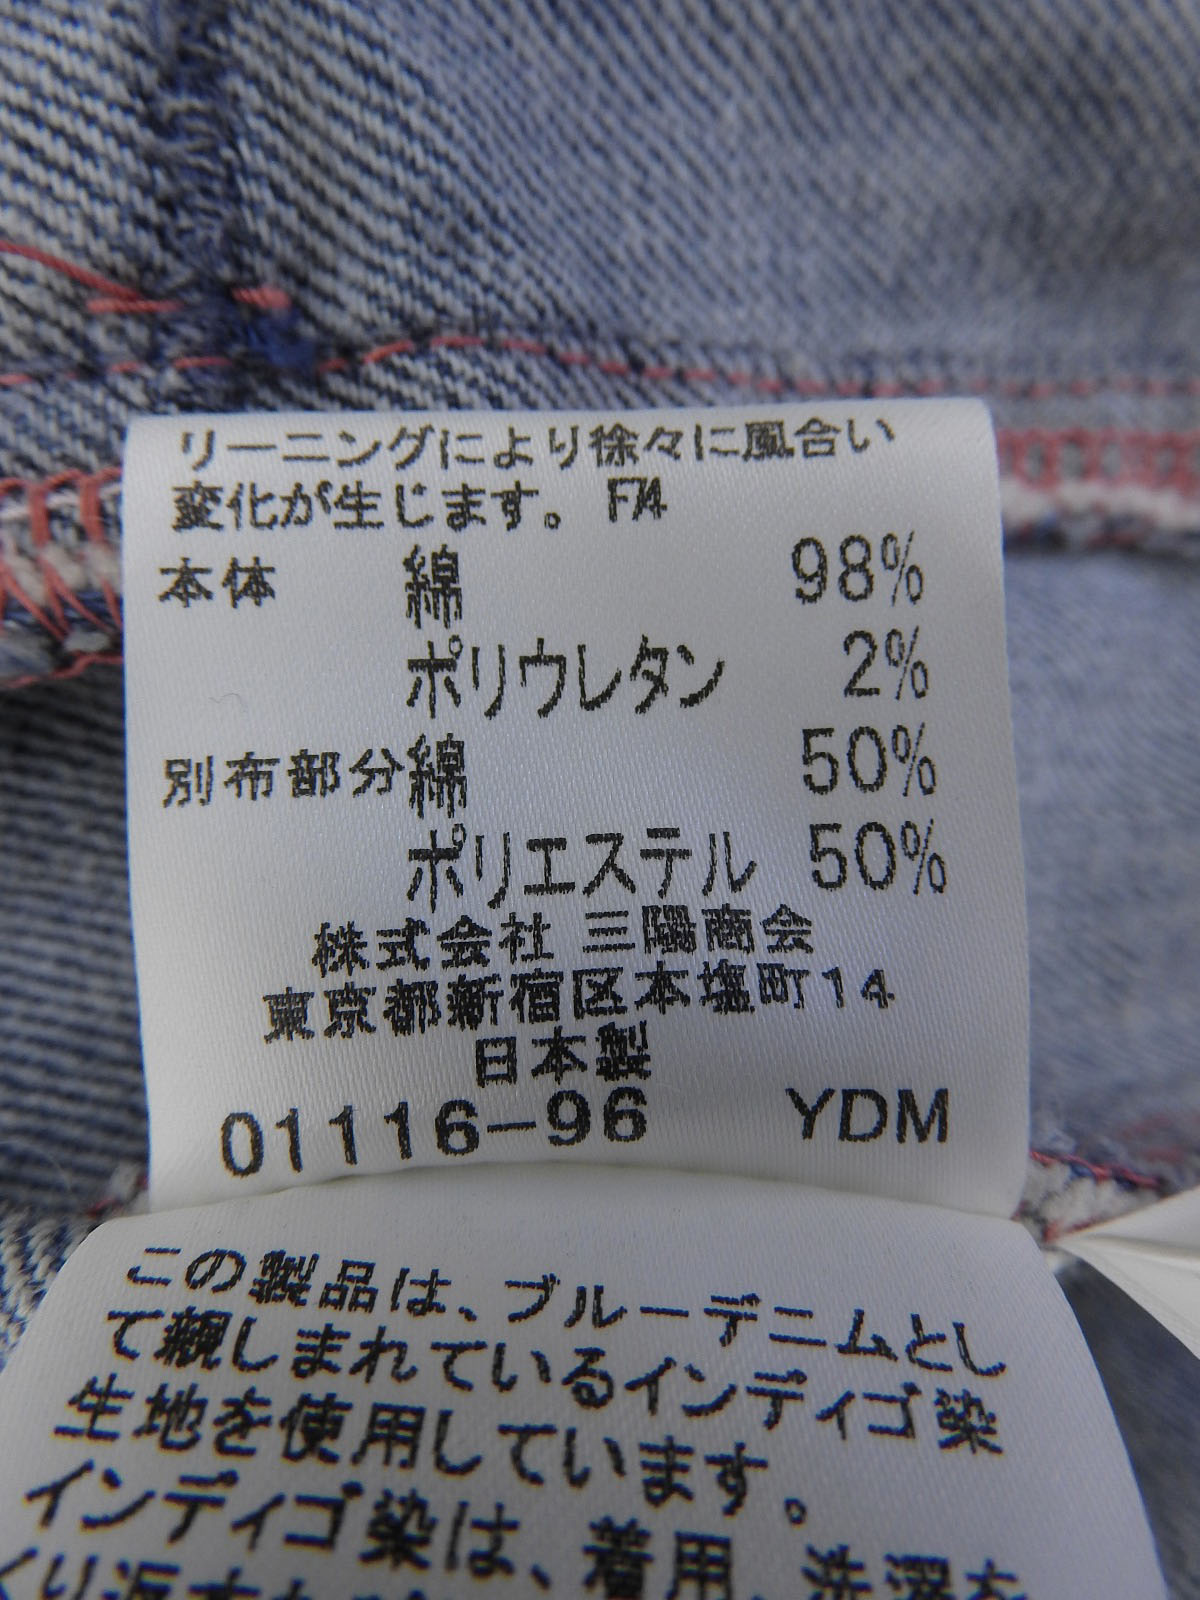 リーニングにより徐々に風合い
変化が生じます。 F74
本体 綿 98%
ポリウレタン 2%
別布部分 綿 50%
ポリエステル 50%
株式会社 三陽商会
東京都新宿区本塩町14
日本製
01116-96 YDM
この製品は、ブルーデニムとし
て親しまれているインディゴ染
生地を使用しています。
インディゴ染は、着用、洗濯を
くり返す